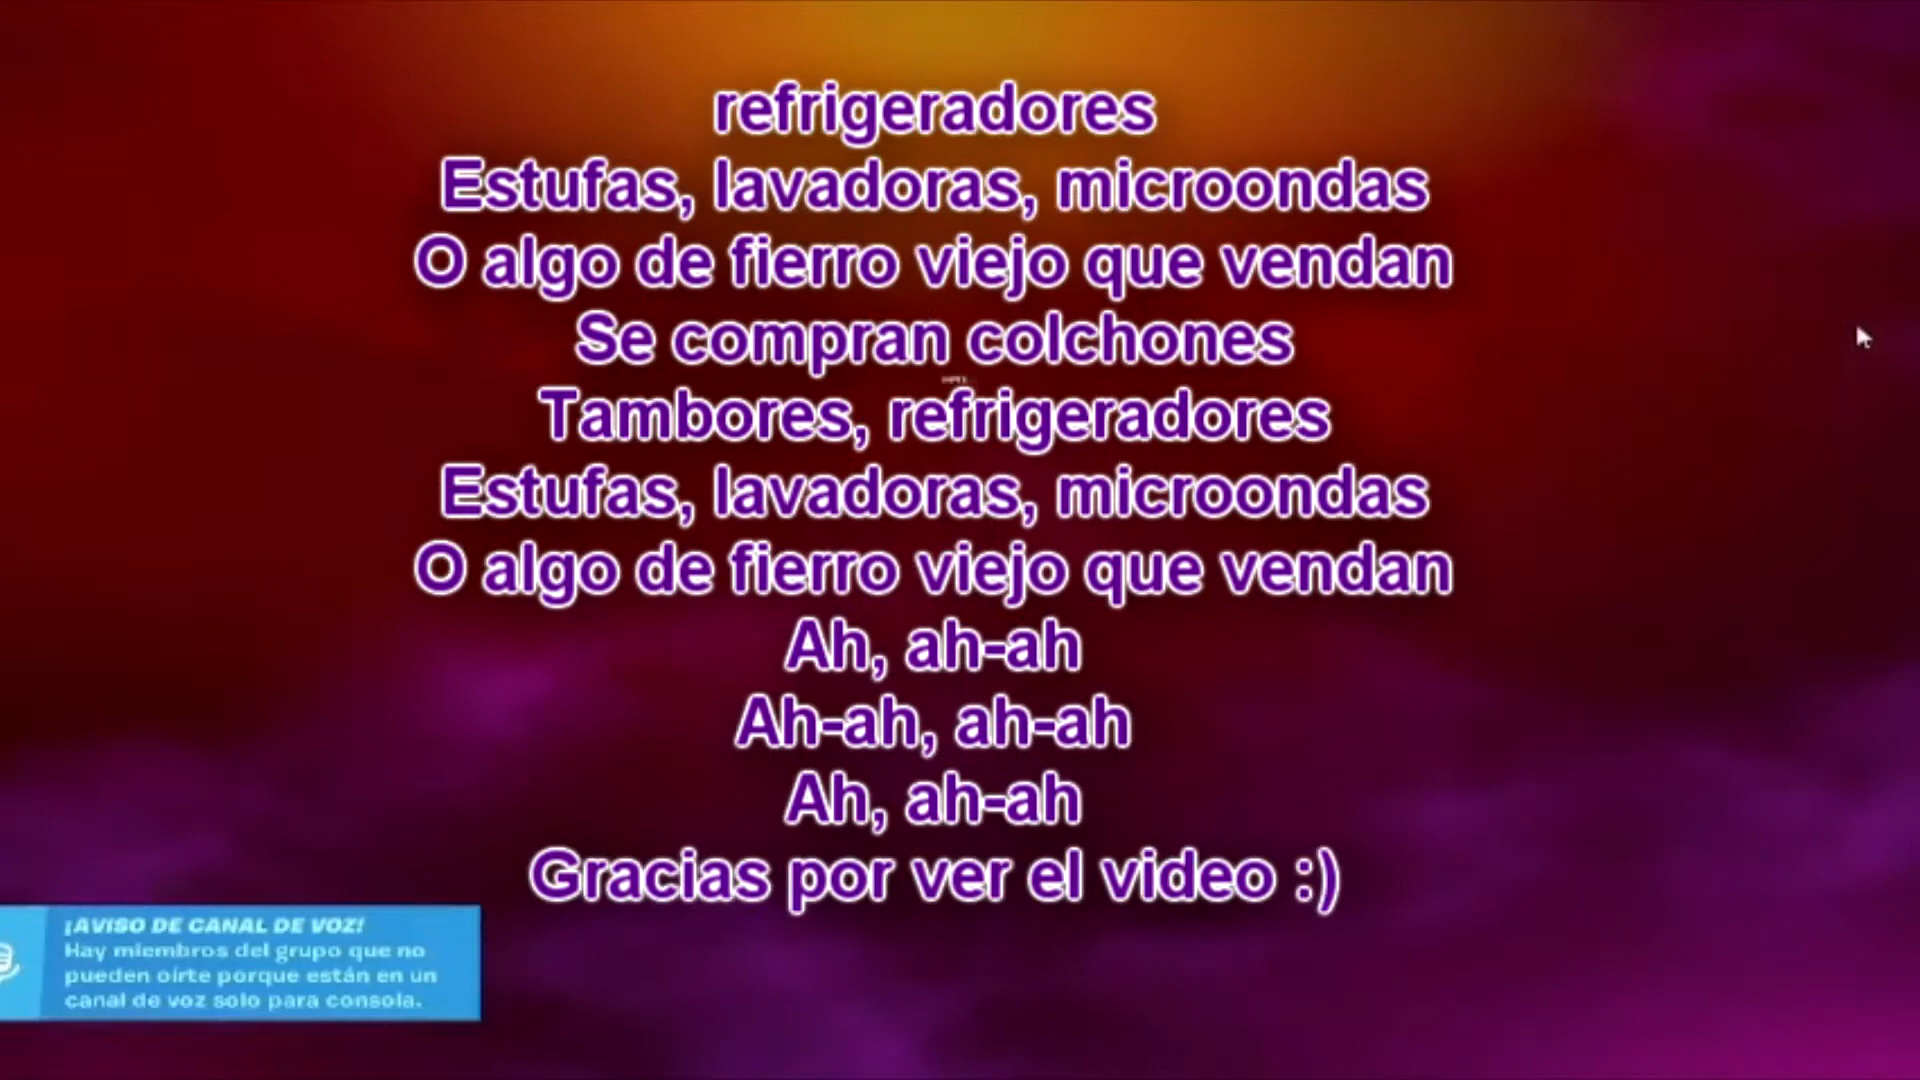 refrigeradores
Estufas, lavadoras, microondas
O algo de fierro viejo que vendan
Se compran colchones
Tambores, refrigeradores
Estufas, lavadoras, microondas
O algo de fierro viejo que vendan
Ah, ah-ah
Ah-ah, ah-ah
Ah, ah-ah
Gracias por ver el video :)
¡AVISO DE CANAL DE VOZ!
Hay miembros del grupo que no
pueden oírte porque están en un
canal de voz solo para consola.